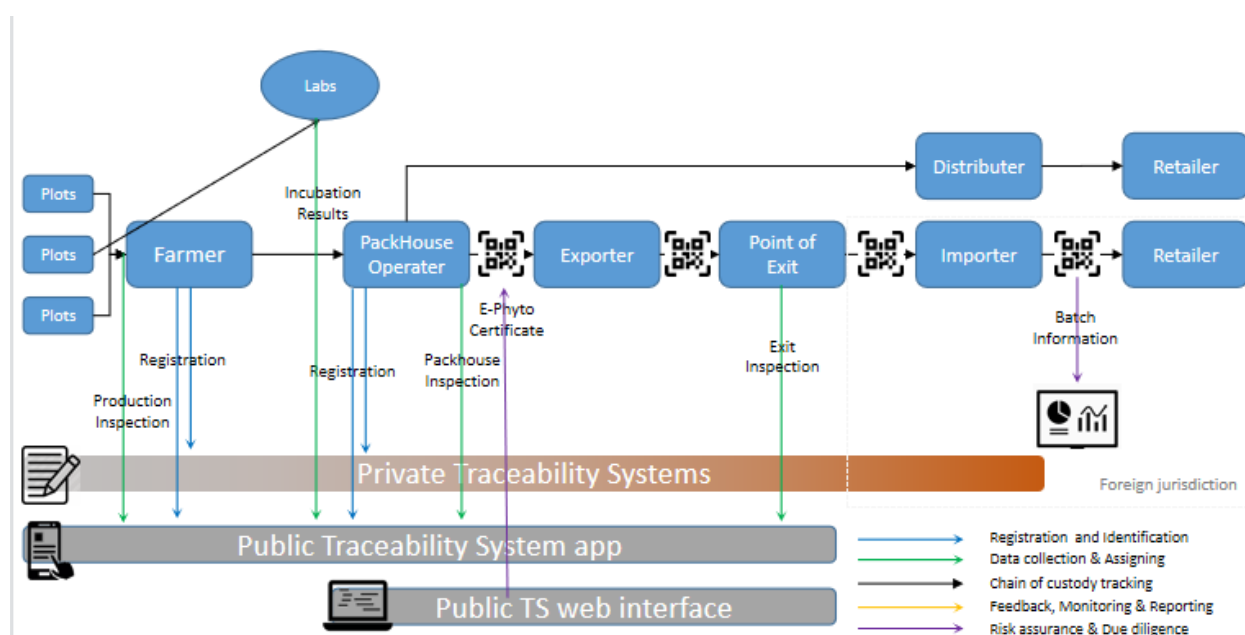 Labs
Plots
Plots
Plots
Farmer
Incubation
Results
PackHouse
Operater
Exporter
Point of
Exit
Distributer
Retailer
Importer
Retailer
E-Phyto
Certificate
Batch
Information
Registration
Registration
Packhouse
Inspection
Exit
Inspection
Production
Inspection
Private Traceability Systems
Foreign jurisdiction
Public Traceability System app
Public TS web interface
Registration and Identification
Data collection & Assigning
Chain of custody tracking
Feedback, Monitoring & Reporting
Risk assurance & Due diligence